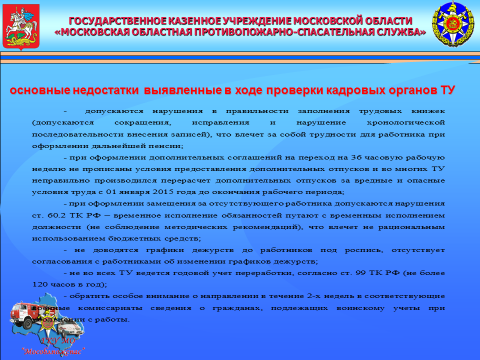 ГОСУДАРСТВЕННОЕ КАЗЕННОЕ УЧРЕЖДЕНИЕ МОСКОВСКОЙ ОБЛАСТИ
«МОСКОВСКАЯ ОБЛАСТНАЯ ПРОТИВОПОЖАРНО-СПАСАТЕЛЬНАЯ СЛУЖБА»
основные недостатки выявленные в ходе проверки кадровых органов ТУ
- допускаются нарушения в правильности заполнения трудовых книжек
(допускаются сокрашения, исправления и нарушение хронологической
последовательности внесения записей), что влечет за собой трудности для работника при
оформлении дальнейшей пенсии;
- при оформлении дополнительных соглашений на переход на 36 часовую рабочую
неделю не прописаны условия предоставления дополнительных отпусков и во многих ТУ
неправильно производился перерасчет дополнительных отпусков за вредные и опасные
условия труда с 01 января 2015 года до окончания рабочего периода;
- при оформлении замешения за отсутствующего работника допускаются нарушения
ст. 60.2 ТК РФ – временное исполнение обязанностей путают с временным исполнением
должности (не соблюдение методических рекомендаций), что влечет не рациональным
использованием бюджетных средств;
- не доводятся графики дежурств до работников под роспись, отсутствует
согласования с работниками об изменении графиков дежурств;
- не во всех ТУ ведется годовой учет переработки, согласно ст. 99 ТК РФ (не более
120 часов в год);
- обратить особое внимание о направлении в течение 2-х недель в соответствующие
военные комиссариаты сведения о гражданах, подлежащих воинскому учеты при
увольнении с работы.